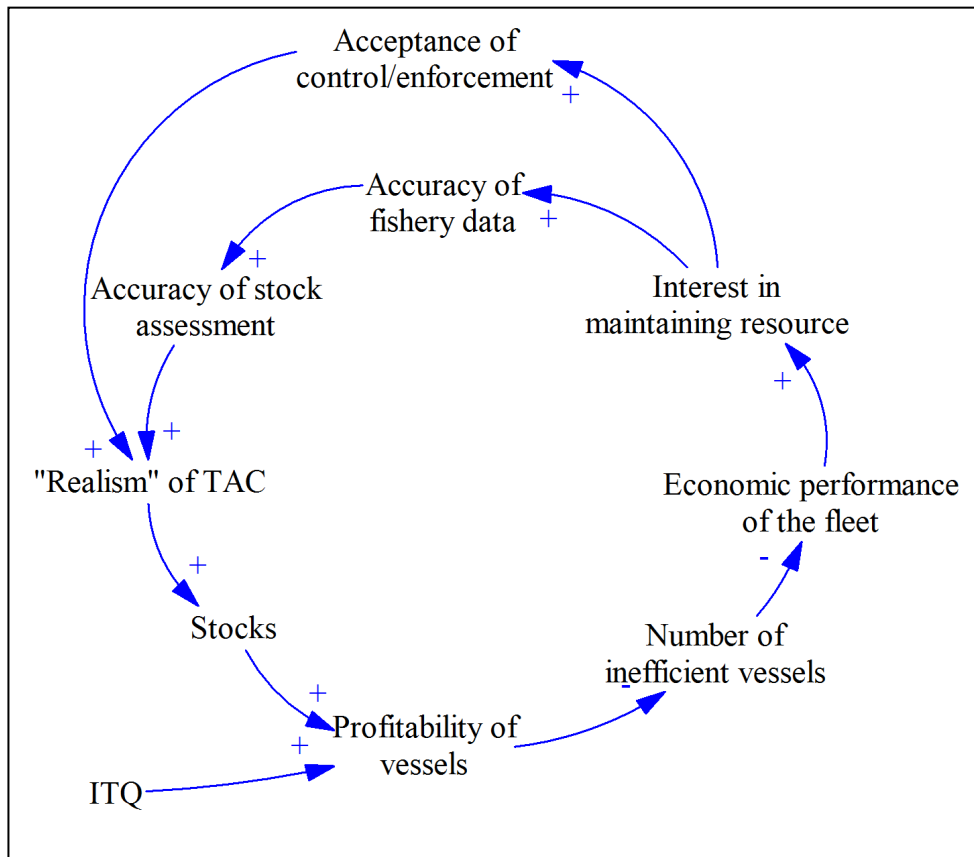 Acceptance of
control/enforcement
+
Accuracy of
fishery data
+
+
Accuracy of stock
assessment
Interest in
maintaining resource
+
+
+
"Realism" of TAC
Economic performance
of the fleet
+
-
Stocks
Number of
inefficient vessels
-
+
+
Profitability of
vessels
ITQ